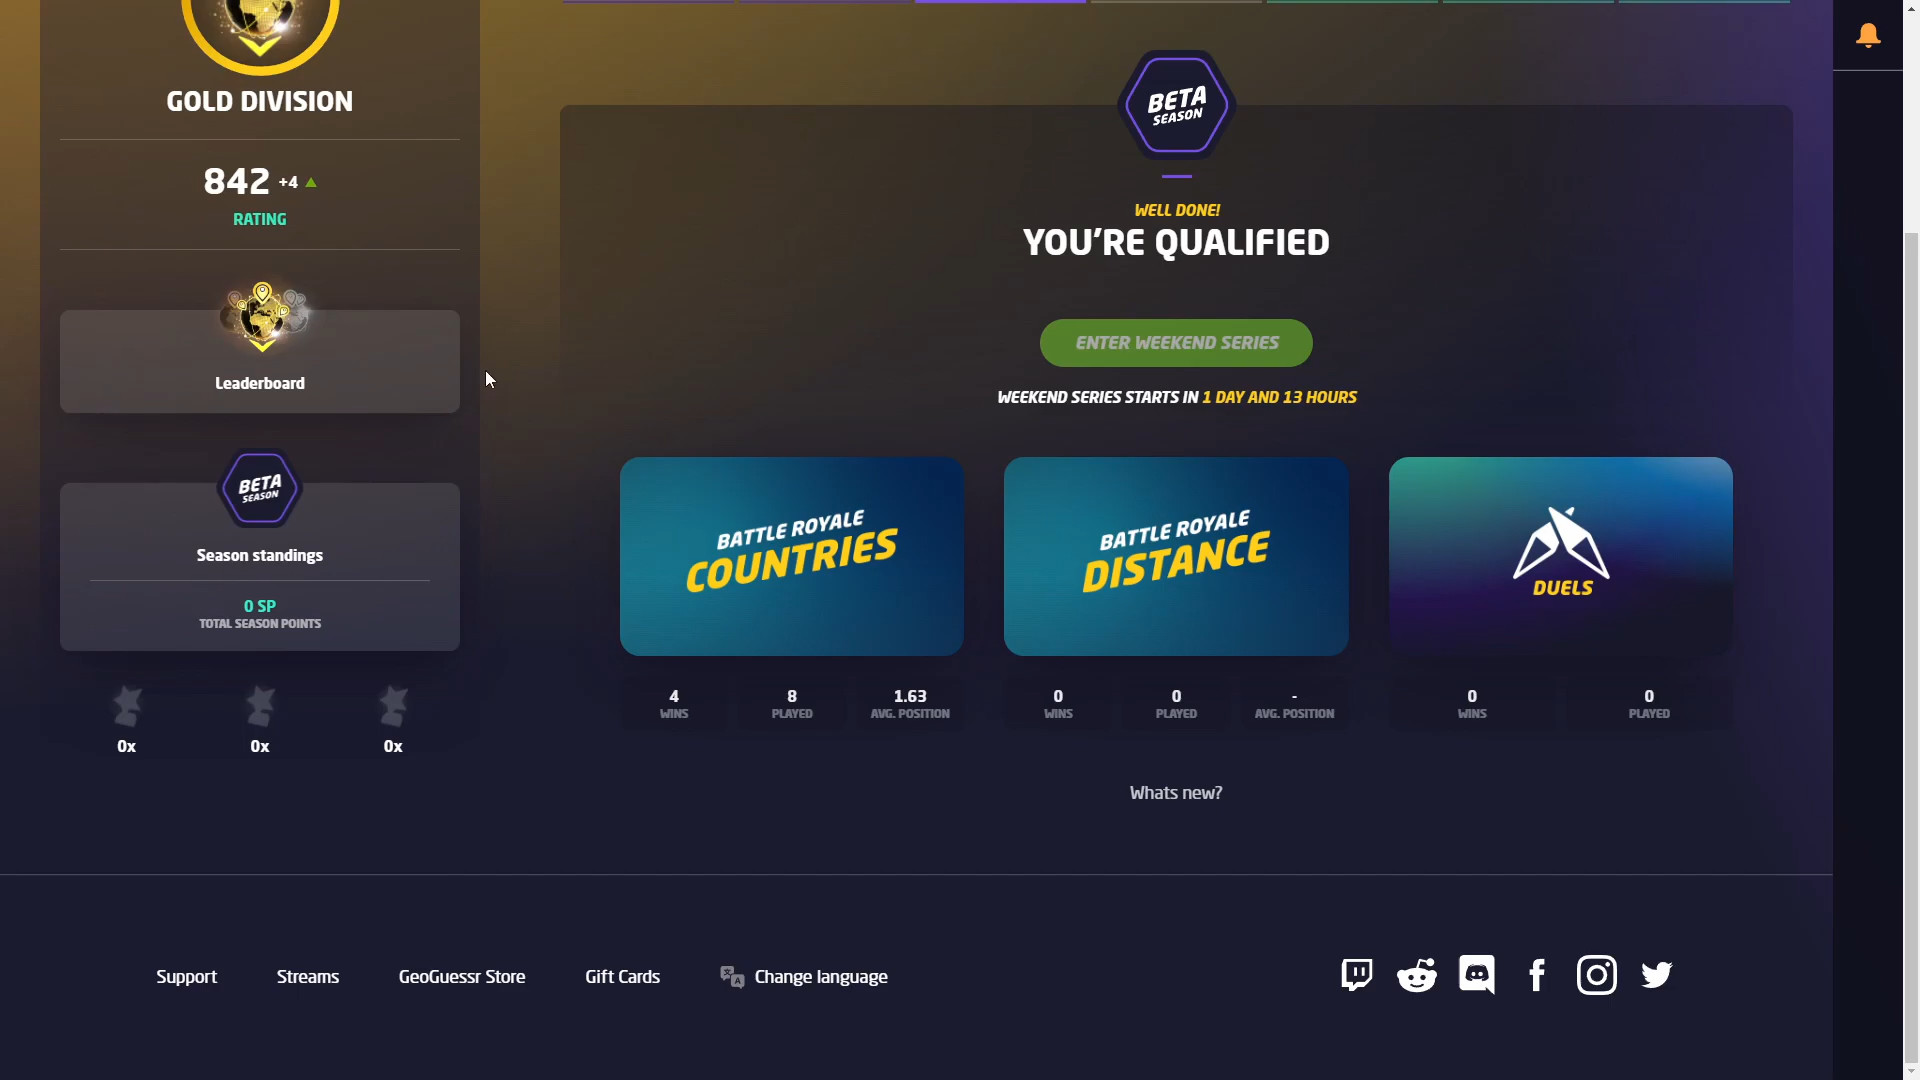 GOLD DIVISION
842 +4
RATING
Leaderboard
BETA
SEASON
Season standings
0 SP
TOTAL SEASON POINTS
0x 0x 0x
BETA
SEASON
WELL DONE!
YOU'RE QUALIFIED
ENTER WEEKEND SERIES
WEEKEND SERIES STARTS IN 1 DAY AND 13 HOURS
BATTLE ROYALE
COUNTRIES
4 8 1.63
WINS PLAYED AVG. POSITION
BATTLE ROYALE
DISTANCE
0 0 -
WINS PLAYED AVG. POSITION
DUELS
0 0
WINS PLAYED
Whats new?
Support Streams GeoGuessr Store Gift Cards Change language